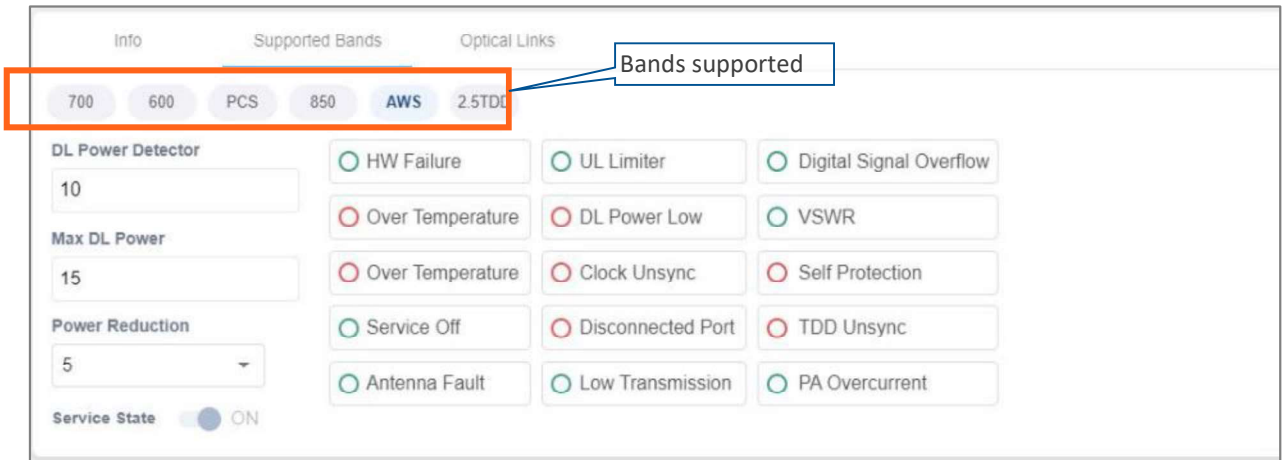 Info Supported Bands Optical Links
Bands supported
700 600 PCS 850 AWS 2.5TDD
DL Power Detector
10
Max DL Power
15
Power Reduction
5
Service State ON
HW Failure UL Limiter Digital Signal Overflow
Over Temperature DL Power Low VSWR
Over Temperature Clock Unsync Self Protection
Service Off Disconnected Port TDD Unsync
Antenna Fault Low Transmission PA Overcurrent